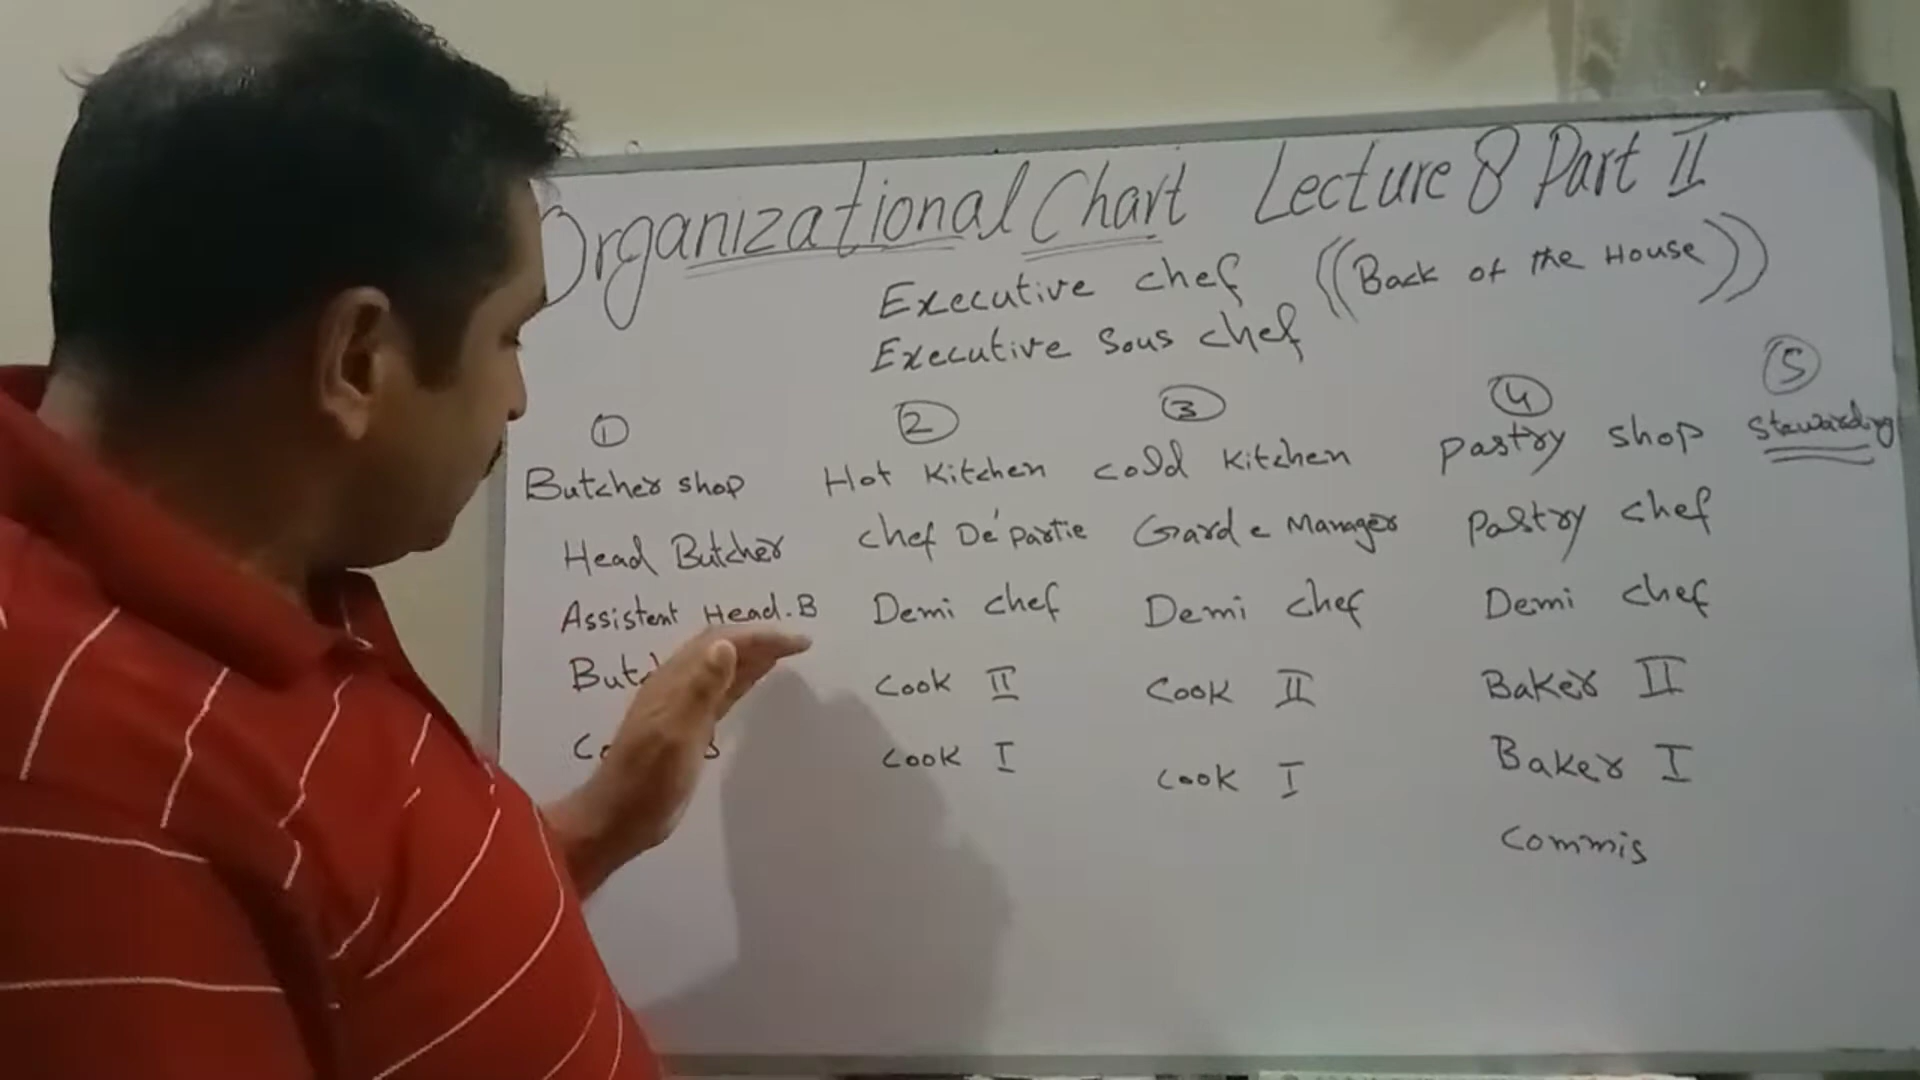 Organizational Chart Lecture 8 Part II
Executive chef ((Back of the House))
Executive Sous chef
① ② ③ ④ ⑤
Butcher shop Hot Kitchen cold Kitchen pastry shop stewarding
Head Butcher chef De' partie Garde Manager pastry chef
Assistent Head.B Demi chef Demi chef Demi chef
Cook II Cook II Baker II
Cook I Cook I Baker I
Commis